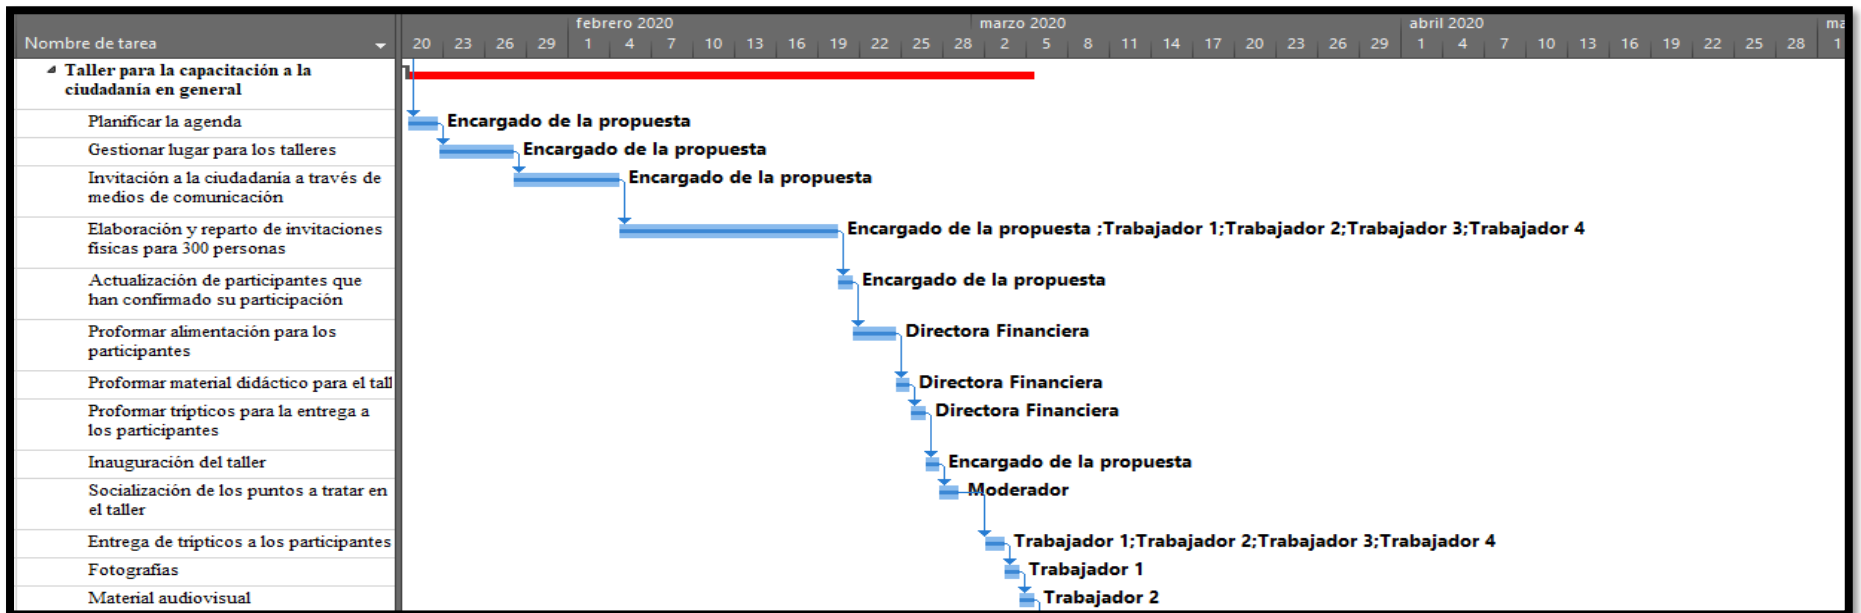 febrero 2020 marzo 2020 abril 2020 ma
Nombre de tarea 20 23 26 29 1 4 7 10 13 16 19 22 25 28 2 5 8 11 14 17 20 23 26 29 1 4 7 10 13 16 19 22 25 28 1
Taller para la capacitación a la
ciudadanía en general
Planificar la agenda Encargado de la propuesta
Gestionar lugar para los talleres Encargado de la propuesta
Invitación a la ciudadanía a través de Encargado de la propuesta
medios de comunicación
Elaboración y reparto de invitaciones Encargado de la propuesta ;Trabajador 1;Trabajador 2;Trabajador 3;Trabajador 4
físicas para 300 personas
Actualización de participantes que Encargado de la propuesta
han confirmado su participación
Proformar alimentación para los Directora Financiera
participantes
Proformar material didáctico para el tall Directora Financiera
Proformar trípticos para la entrega a Directora Financiera
los participantes
Inauguración del taller Encargado de la propuesta
Socialización de los puntos a tratar en Moderador
el taller
Entrega de trípticos a los participantes Trabajador 1;Trabajador 2;Trabajador 3;Trabajador 4
Fotografías Trabajador 1
Material audiovisual Trabajador 2